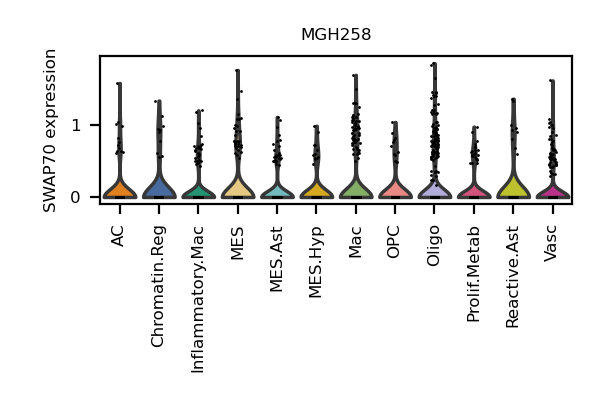 MGH258
SWAP70 expression
1
0
AC
Chromatin.Reg
Inflammatory.Mac
MES
MES.Ast
MES.Hyp
Mac
OPC
Oligo
Prolif.Metab
Reactive.Ast
Vasc